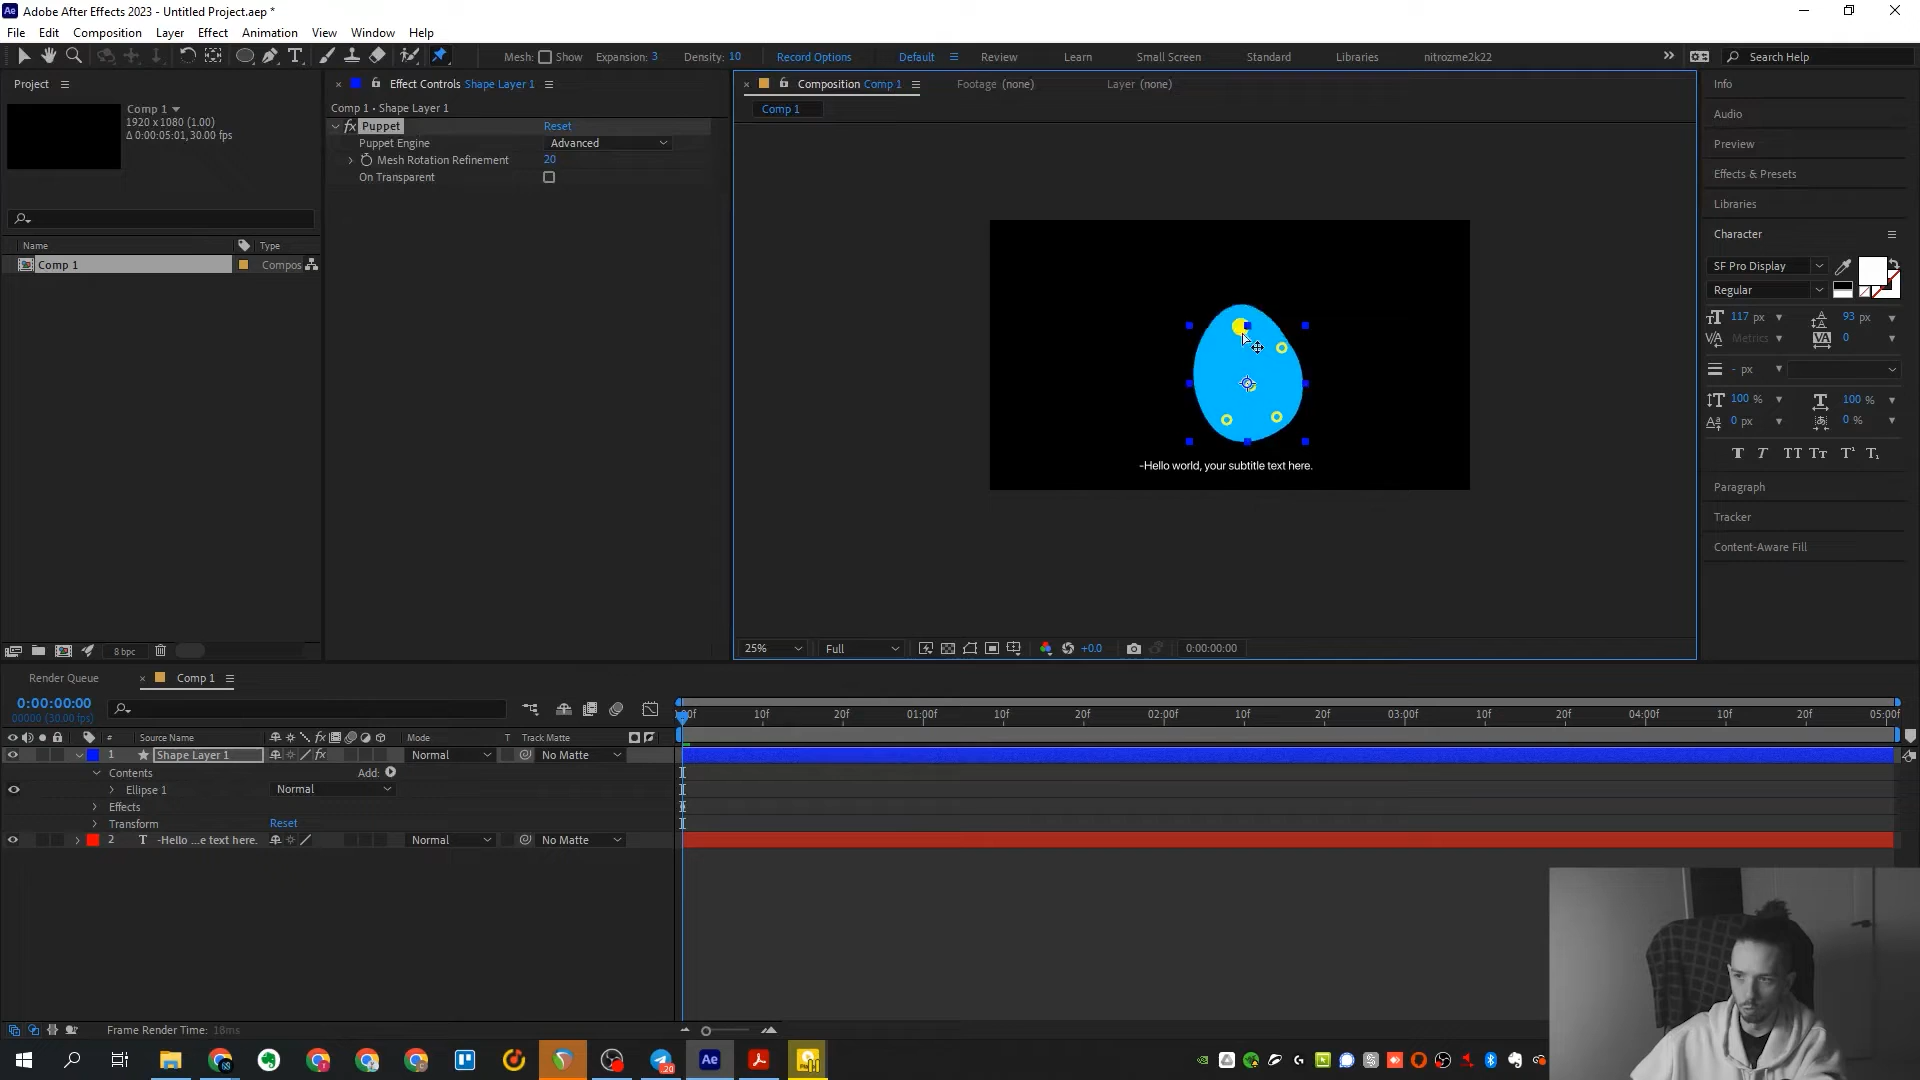 Adobe After Effects 2023 - Untitled Project.aep *
File Edit Composition Layer Effect Animation View Window Help
Mesh: Show Expansion: 3 Density: 10 Record Options Default Review Learn Small Screen Standard Libraries nitrozme2k22 Search Help
Project
Comp 1
1920 x 1080 (1.00)
Δ 0:00:05:01, 30.00 fps
Name Type
Comp 1 Compos
8 bpc
Effect Controls Shape Layer 1
Comp 1 • Shape Layer 1
fx Puppet Reset
Puppet Engine Advanced
Mesh Rotation Refinement 20
On Transparent
Composition Comp 1 Footage (none) Layer (none)
Comp 1
-Hello world, your subtitle text here.
25% Full +0.0 0:00:00:00
Info
Audio
Preview
Effects & Presets
Libraries
Character
SF Pro Display
Regular
117 px 93 px
Metrics 0
- px
100 % 100 %
0 px 0 %
Paragraph
Tracker
Content-Aware Fill
Render Queue Comp 1
0:00:00:00
00000 (30.00 fps)
10f 20f 01:00f 10f 20f 02:00f 10f 20f 03:00f 10f 20f 04:00f 10f 20f 05:00f
# Source Name fx Mode T Track Matte
1 Shape Layer 1 fx Normal No Matte
Contents Add:
Ellipse 1 Normal
Effects
Transform Reset
2 T -Hello ...e text here. Normal No Matte
Frame Render Time: 18ms